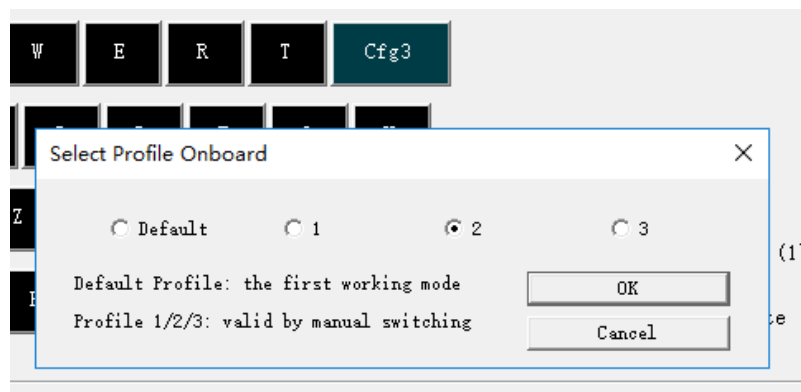 W E R T Cfg3
Select Profile Onboard
Z
Default 1 2 3
(1
Default Profile: the first working mode
OK
Profile 1/2/3: valid by manual switching
Cancel